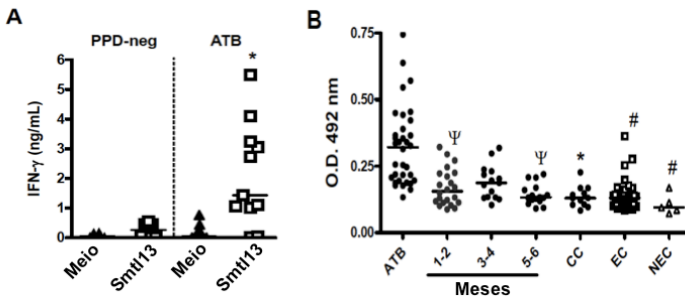 A
PPD-neg ATB
*
IFN-γ (ng/mL)
6
5
4
3
2
1
0
Meio Smtl13 Meio Smtl13
B
O.D. 492 nm
0.75
0.50
0.25
0.00
Ψ Ψ * # #
ATB 1-2 3-4 5-6 CC EC NEC
Meses